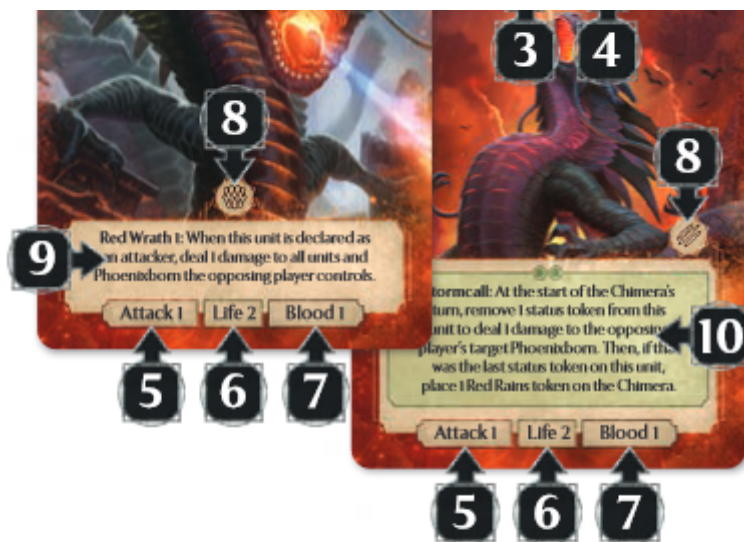 3 4
8
8
Red Wrath 1: When this unit is declared as
an attacker, deal 1 damage to all units and
Phoenixborn the opposing player controls.
9
Attack 1 Life 2 Blood 1
5 6 7
Stormcall: At the start of the Chimera's
turn, remove 1 status token from this
unit to deal 1 damage to the opposing
player's target Phoenixborn. Then, if that
was the last status token on this unit,
place 1 Red Rains token on the Chimera.
10
Attack 1 Life 2 Blood 1
5 6 7